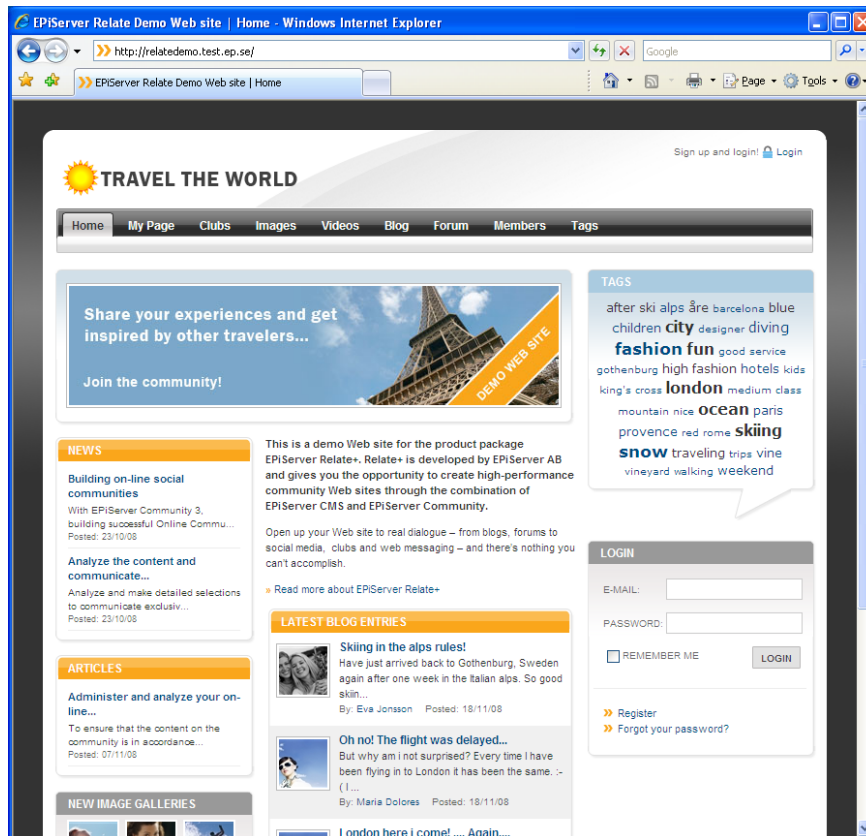 EPiServer Relate Demo Web site | Home - Windows Internet Explorer
http://relatedemo.test.ep.se/
Google
EPiServer Relate Demo Web site | Home
Page
Tools
Sign up and login! Login
TRAVEL THE WORLD
Home My Page Clubs Images Videos Blog Forum Members Tags
Share your experiences and get
inspired by other travelers...
Join the community!
DEMO WEB SITE
TAGS
after ski alps åre barcelona blue
children city designer diving
fashion fun good service
gothenburg high fashion hotels kids
king's cross london medium class
mountain nice ocean paris
provence red rome skiing
snow traveling trips vine
vineyard walking weekend
NEWS
Building on-line social
communities
With EPiServer Community 3,
building successful Online Commu...
Posted: 23/10/08
Analyze the content and
communicate...
Analyze and make detailed selections
to communicate exclusiv...
Posted: 23/10/08
ARTICLES
Administer and analyze your on-
line...
To ensure that the content on the
community is in accordance...
Posted: 07/11/08
NEW IMAGE GALLERIES
This is a demo Web site for the product package
EPiServer Relate+. Relate+ is developed by EPiServer AB
and gives you the opportunity to create high-performance
community Web sites through the combination of
EPiServer CMS and EPiServer Community.
Open up your Web site to real dialogue – from blogs, forums to
social media, clubs and web messaging – and there's nothing you
can't accomplish.
» Read more about EPiServer Relate+
LATEST BLOG ENTRIES
Skiing in the alps rules!
Have just arrived back to Gothenburg, Sweden
again after one week in the Italian alps. So good
skiin...
By: Eva Jonsson Posted: 18/11/08
Oh no! The flight was delayed...
But why am i not surprised? Every time I have
been flying in to London it has been the same. :-
( I ...
By: Maria Dolores Posted: 18/11/08
London here i come! .... Again....
LOGIN
E-MAIL:
PASSWORD:
REMEMBER ME
LOGIN
» Register
» Forgot your password?